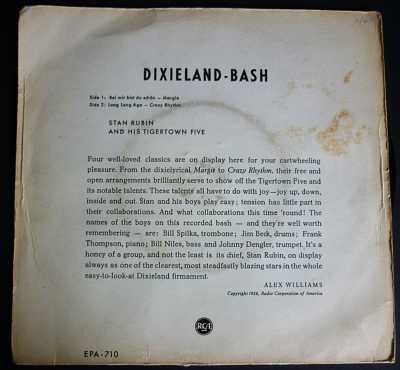 DIXIELAND-BASH
Side 1: Bei mir bist du schön — Margie
Side 2: Long Long Ago — Crazy Rhythm
STAN RUBIN
AND HIS TIGERTOWN FIVE
Four well-loved classics are on display here for your cartwheeling
pleasure. From the dixielyrical Margie to Crazy Rhythm, their free and
open arrangements brilliantly serve to show off the Tigertown Five and
its notable talents. These talents all have to do with joy—joy up, down,
inside and out. Stan and his boys play easy; tension has little part in
their collaborations. And what collaborations this time 'round! The
names of the boys on this recorded bash — and they're well worth
remembering — are: Bill Spilka, trombone; Jim Berk, drums; Frank
Thompson, piano; Bill Niles, bass and Johnny Dengler, trumpet. It's a
honey of a group, and not the least is its chief, Stan Rubin, on display
always as one of the clearest, most steadfastly blazing stars in the whole
easy-to-look-at Dixieland firmament.
ALEX WILLIAMS
Copyright 1956, Radio Corporation of America
RCA
EPA-710